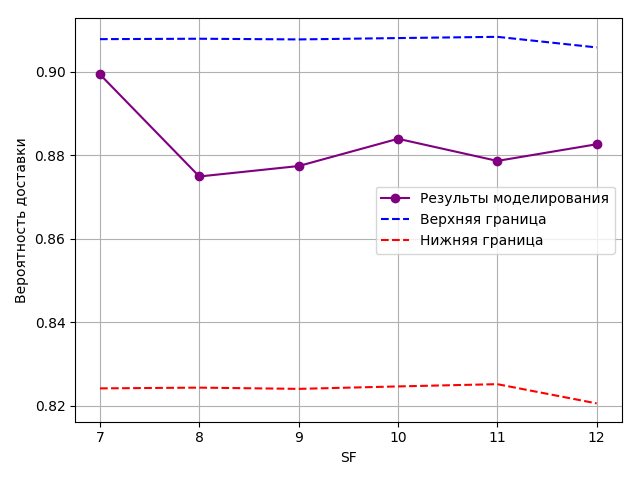 0.90
0.88
0.86
0.84
0.82
Вероятность доставки
Результы моделирования
Верхняя граница
Нижняя граница
7 8 9 10 11 12
SF